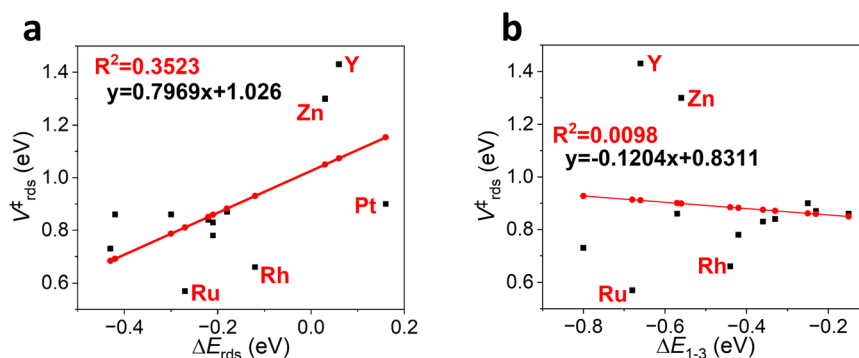 a
R²=0.3523
y=0.7969x+1.026
Y
Zn
Pt
Rh
Ru
1.4
1.2
1.0
0.8
0.6
V‡rds (eV)
−0.4
−0.2
0.0
0.2
ΔErds (eV)
b
Y
Zn
R²=0.0098
y=-0.1204x+0.8311
Rh
Ru
1.4
1.2
1.0
0.8
0.6
V‡rds (eV)
−0.8
−0.6
−0.4
−0.2
ΔE1-3 (eV)